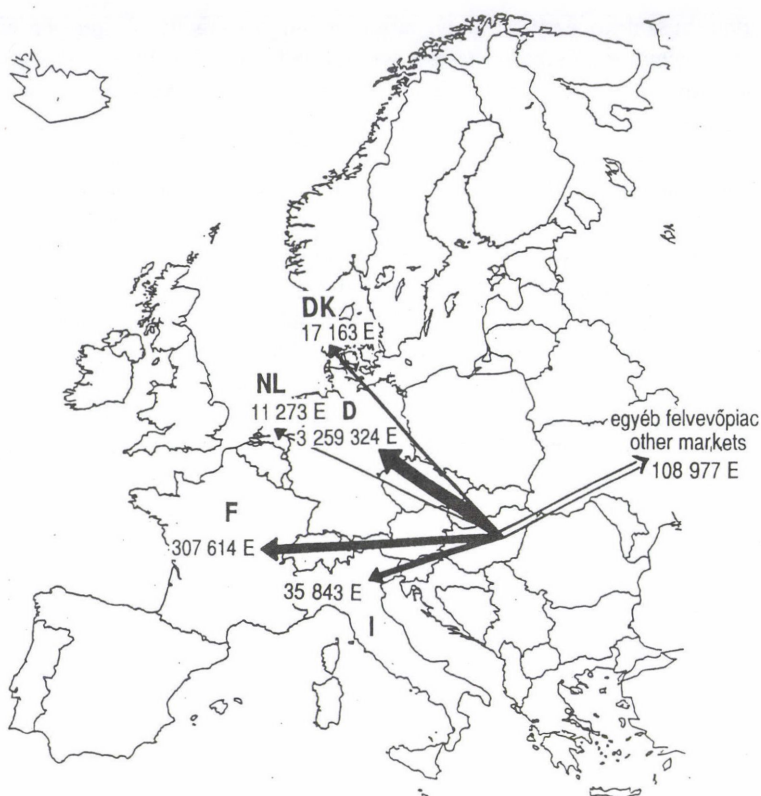 DK
17 163 E
NL
11 273 E
D
3 259 324 E
egyéb felvevőpiac
other markets
108 977 E
F
307 614 E
35 843 E
I